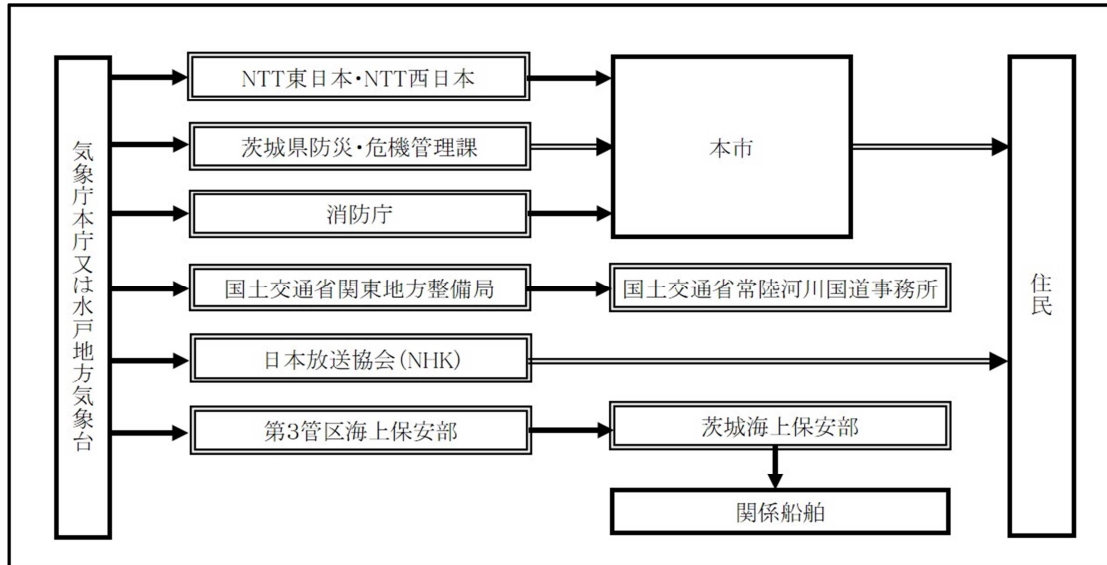 気象庁本庁又は水戸地方気象台
NTT東日本・NTT西日本
茨城県防災・危機管理課
消防庁
本市
国土交通省関東地方整備局
国土交通省常陸河川国道事務所
日本放送協会(NHK)
第3管区海上保安部
茨城海上保安部
関係船舶
住民